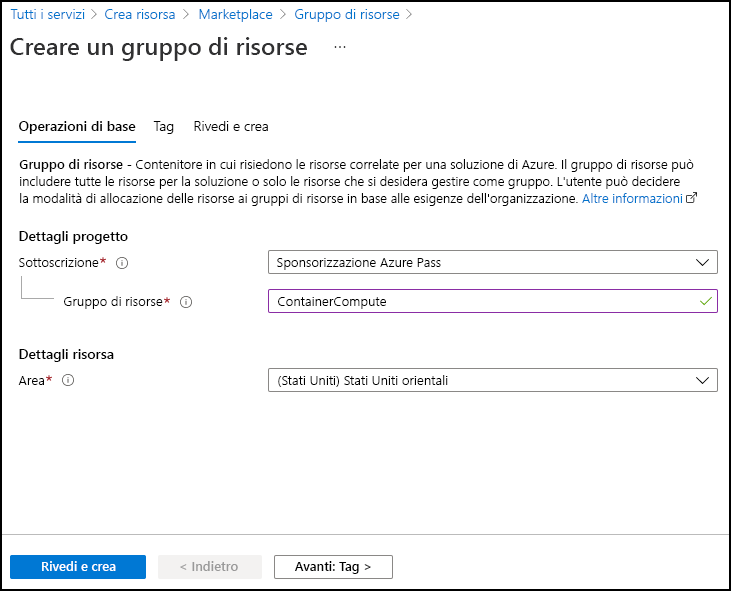 Tutti i servizi > Crea risorsa > Marketplace > Gruppo di risorse >
Creare un gruppo di risorse ...
Operazioni di base Tag Rivedi e crea
Gruppo di risorse - Contenitore in cui risiedono le risorse correlate per una soluzione di Azure. Il gruppo di risorse può
includere tutte le risorse per la soluzione o solo le risorse che si desidera gestire come gruppo. L'utente può decidere
la modalità di allocazione delle risorse ai gruppi di risorse in base alle esigenze dell'organizzazione. Altre informazioni
Dettagli progetto
Sottoscrizione* Sponsorizzazione Azure Pass
Gruppo di risorse* ContainerCompute
Dettagli risorsa
Area* (Stati Uniti) Stati Uniti orientali
Rivedi e crea < Indietro Avanti: Tag >